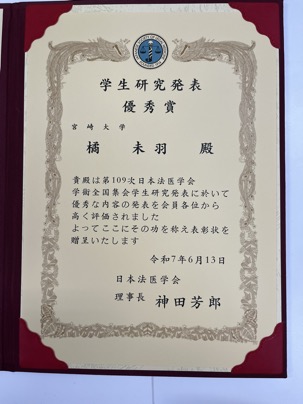 学生研究発表
優秀賞
宮崎大学
橘 未羽 殿
貴殿は第109次日本法医学会
学術全国集会学生研究発表に於いて
優秀な内容の発表を会員各位から
高く評価されました
よってここにその功を称え表彰状を
贈呈いたします
令和7年6月13日
日本法医学会
理事長 神田芳郎